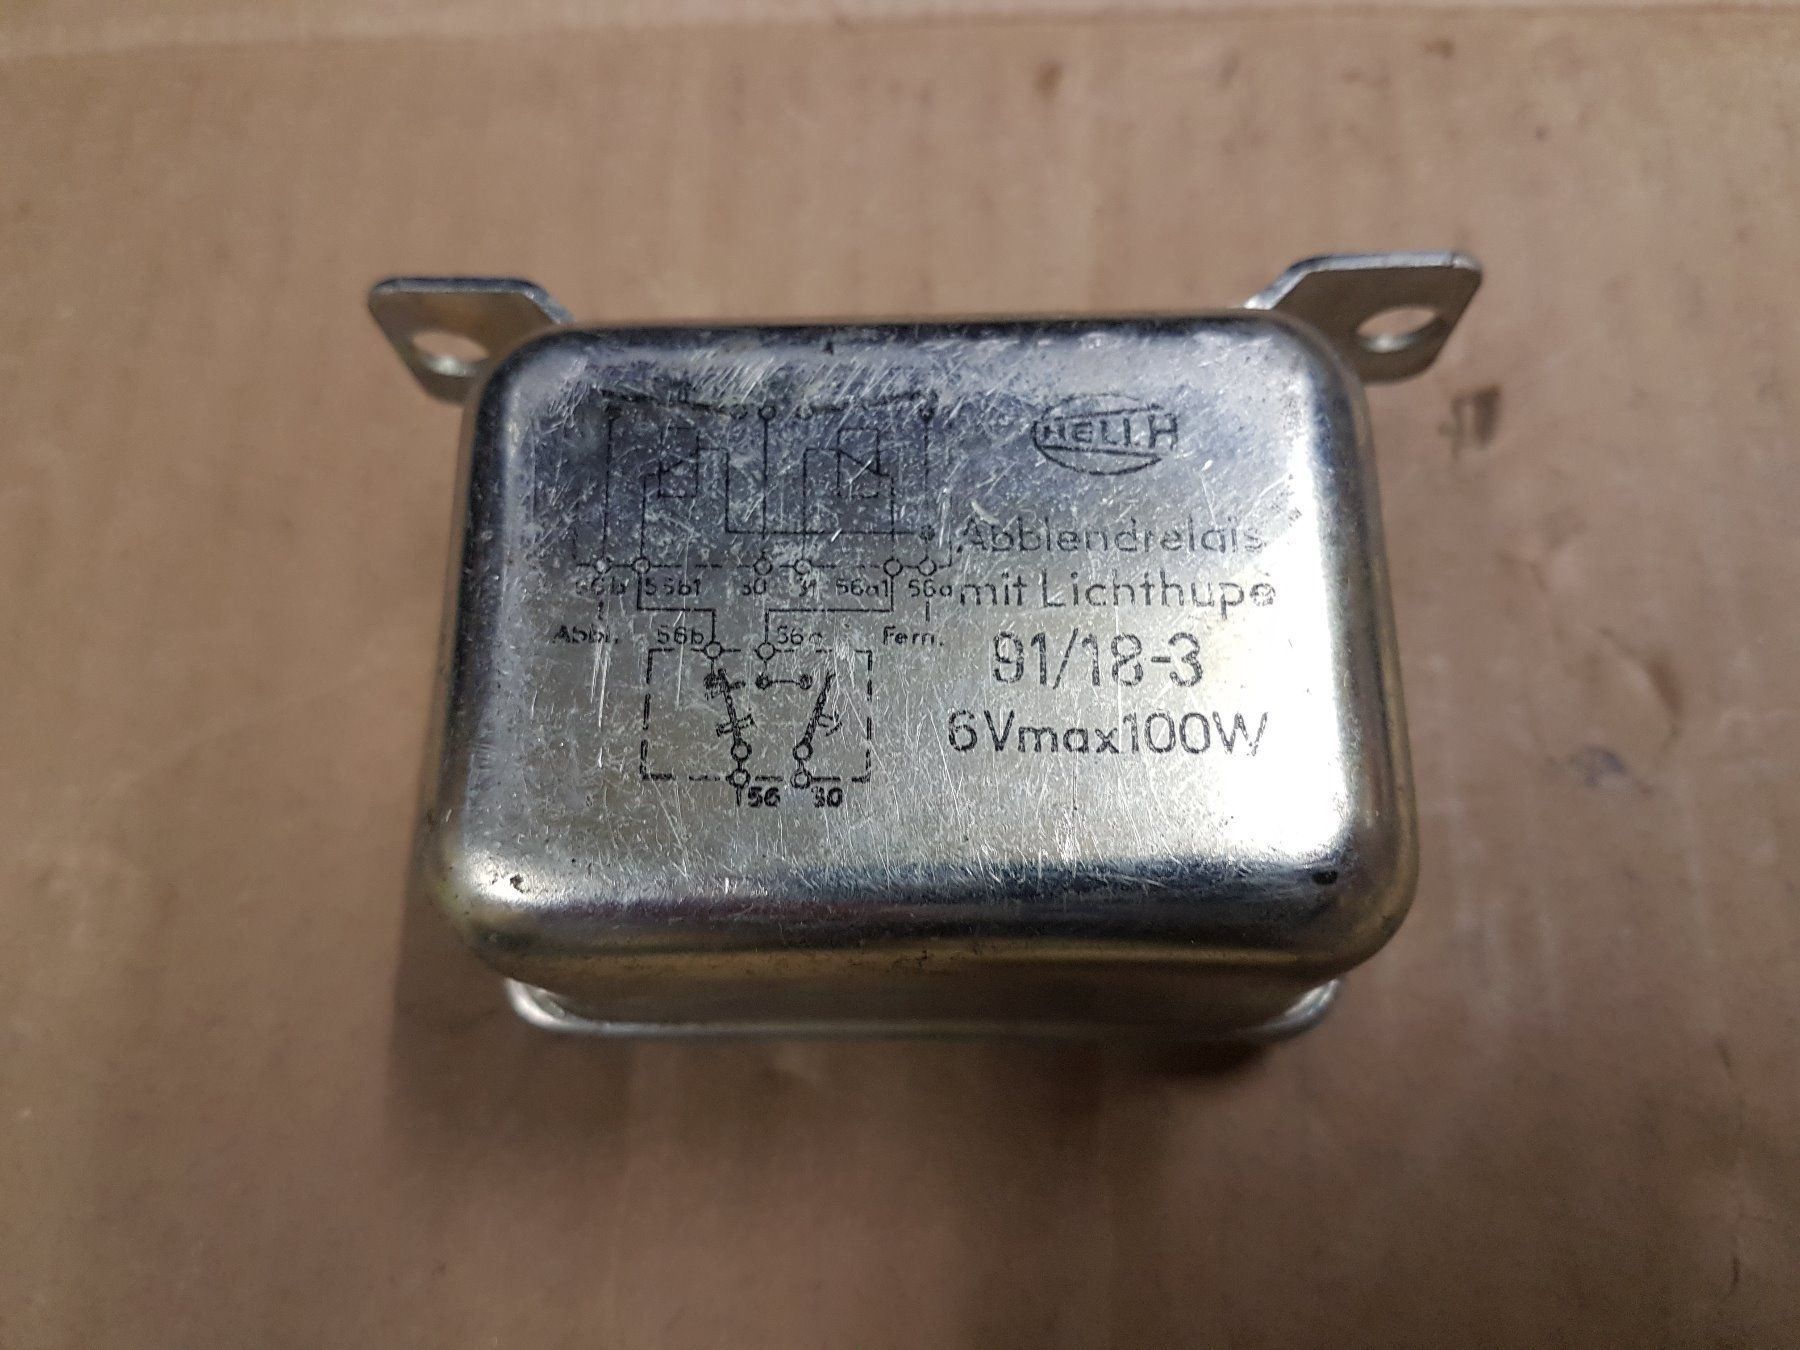 HELLA
Abblendrelais
56b 56b1 30 31 56a1 56a mit Lichthupe
Abbl. 56b 56a Fern. 91/18-3
6Vmax100W
56 30